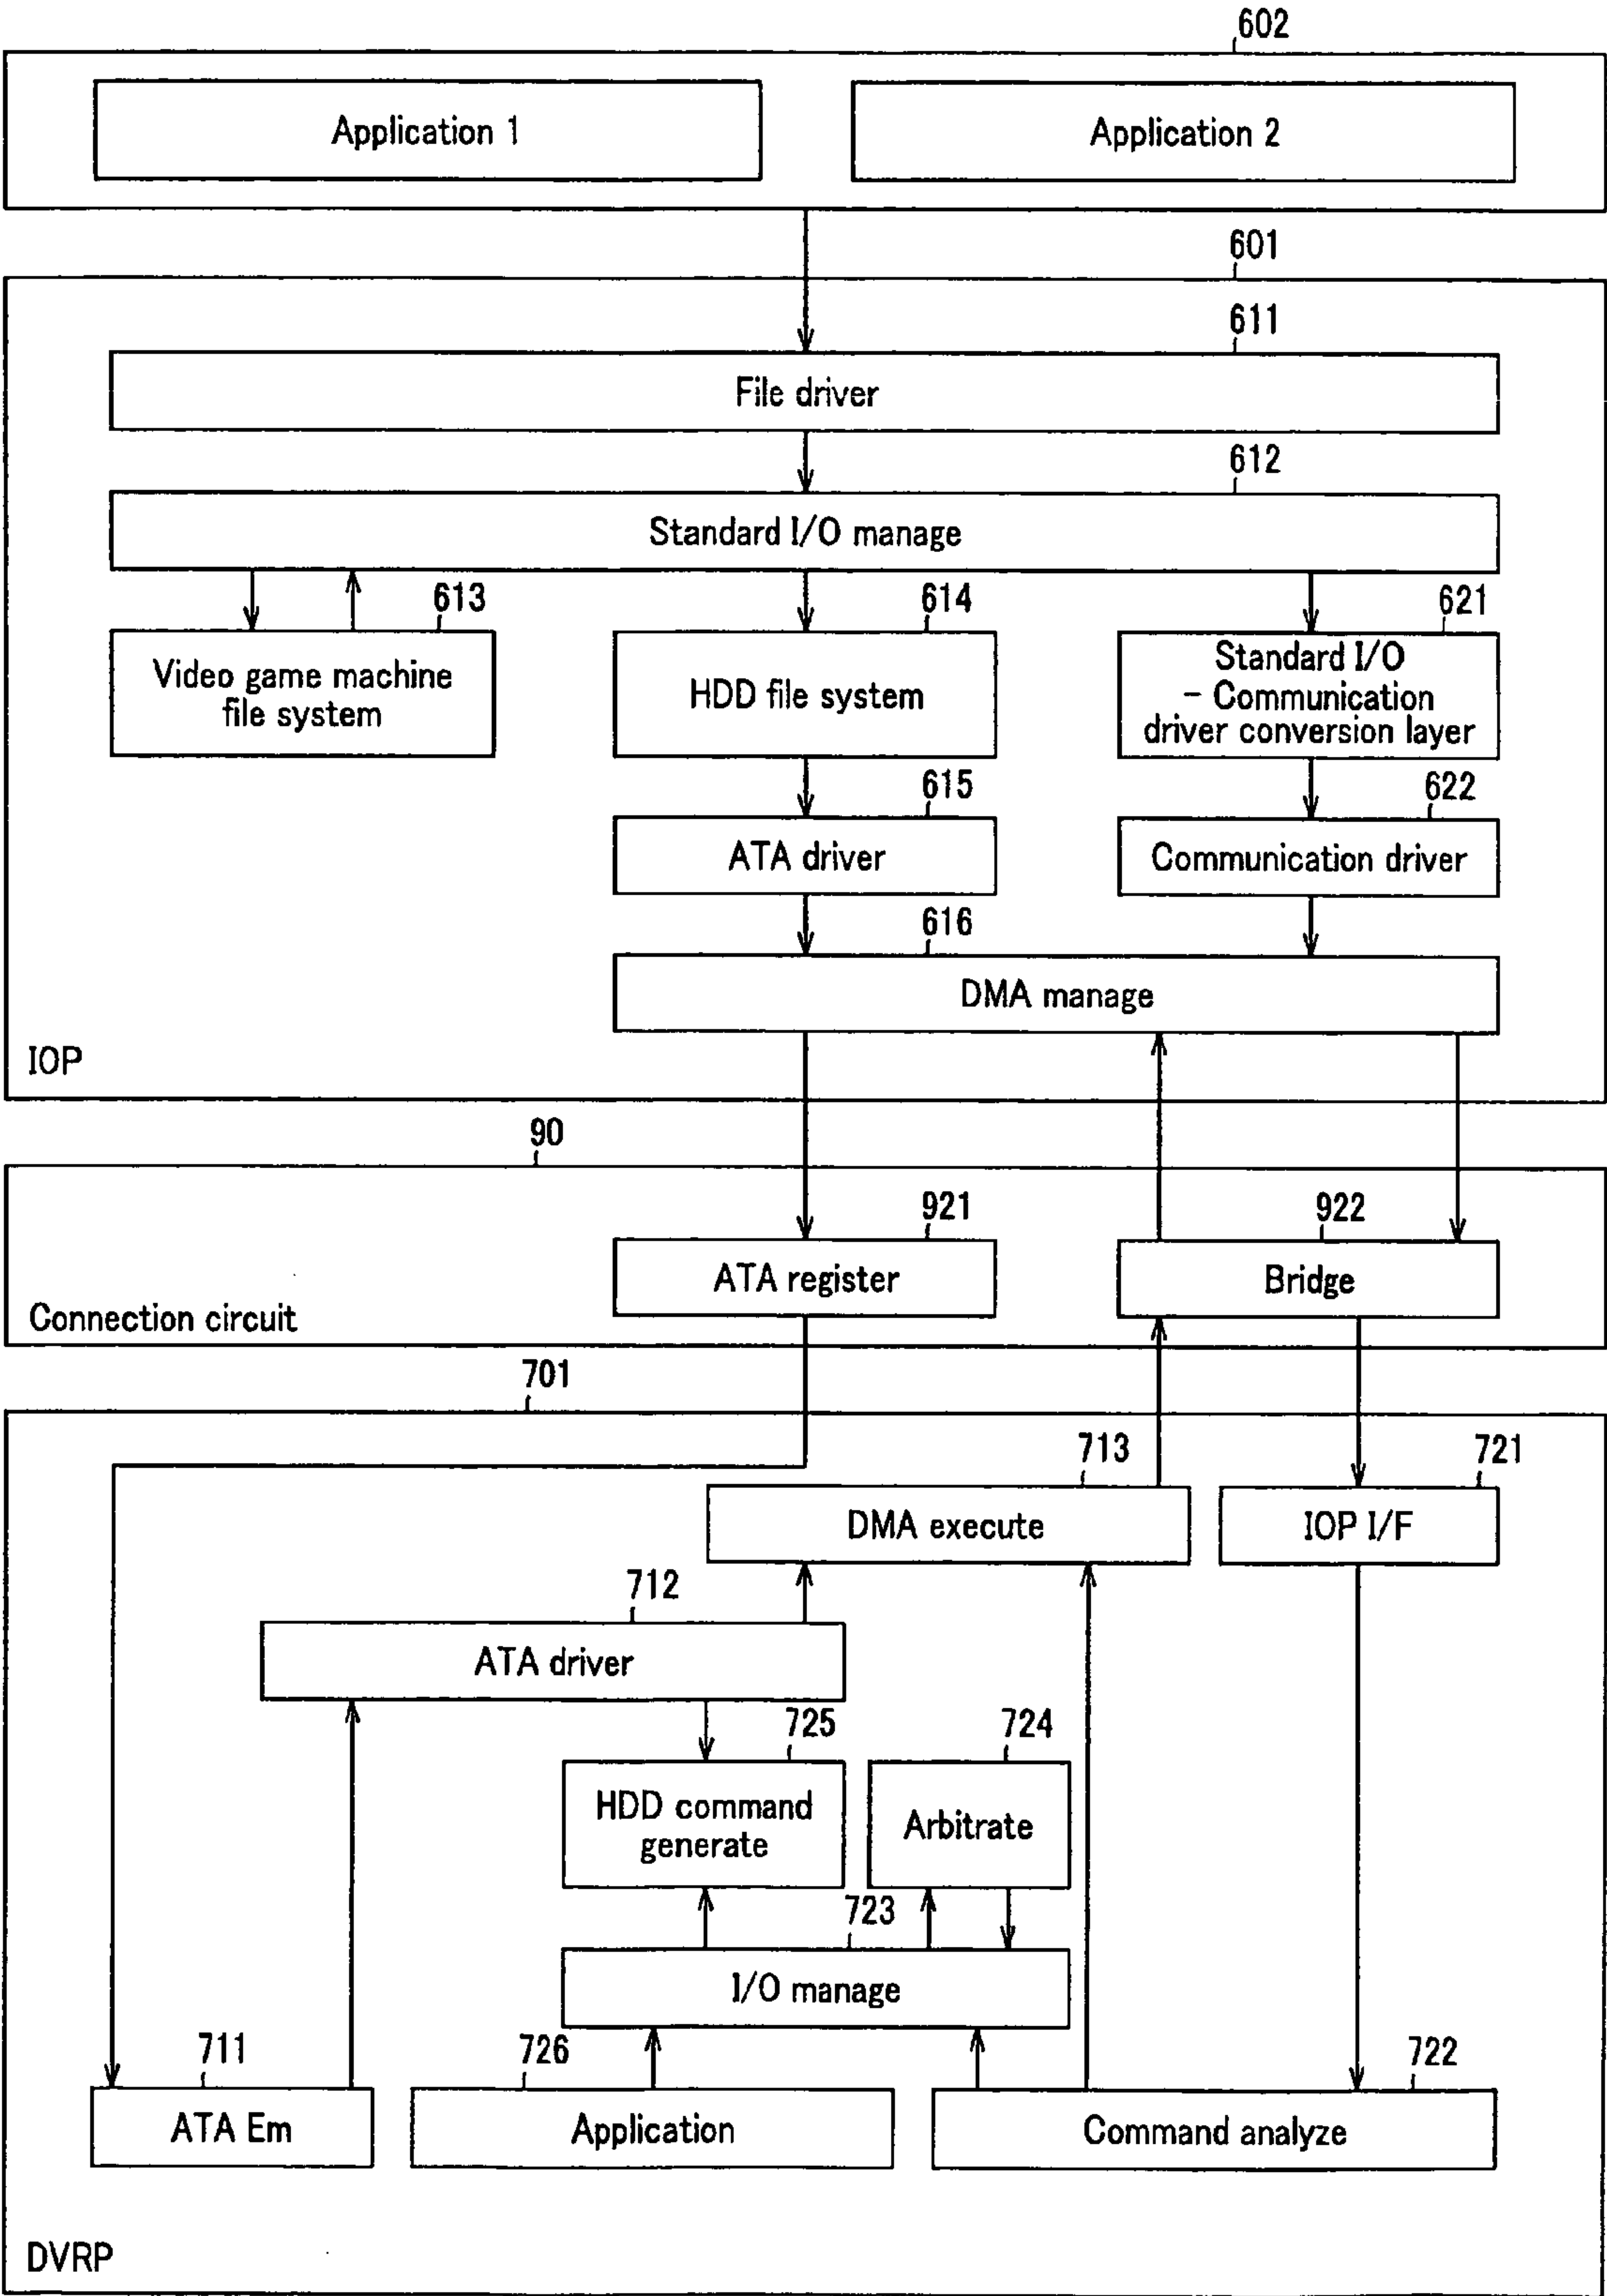 602
Application 1
Application 2
601
611
File driver
612
Standard I/O manage
613
614
621
Video game machine
file system
HDD file system
Standard I/O
- Communication
driver conversion layer
615
622
ATA driver
Communication driver
616
DMA manage
IOP
90
921
922
ATA register
Bridge
Connection circuit
701
713
721
DMA execute
IOP I/F
712
ATA driver
725
724
HDD command
generate
Arbitrate
723
I/O manage
711
726
722
ATA Em
Application
Command analyze
DVRP